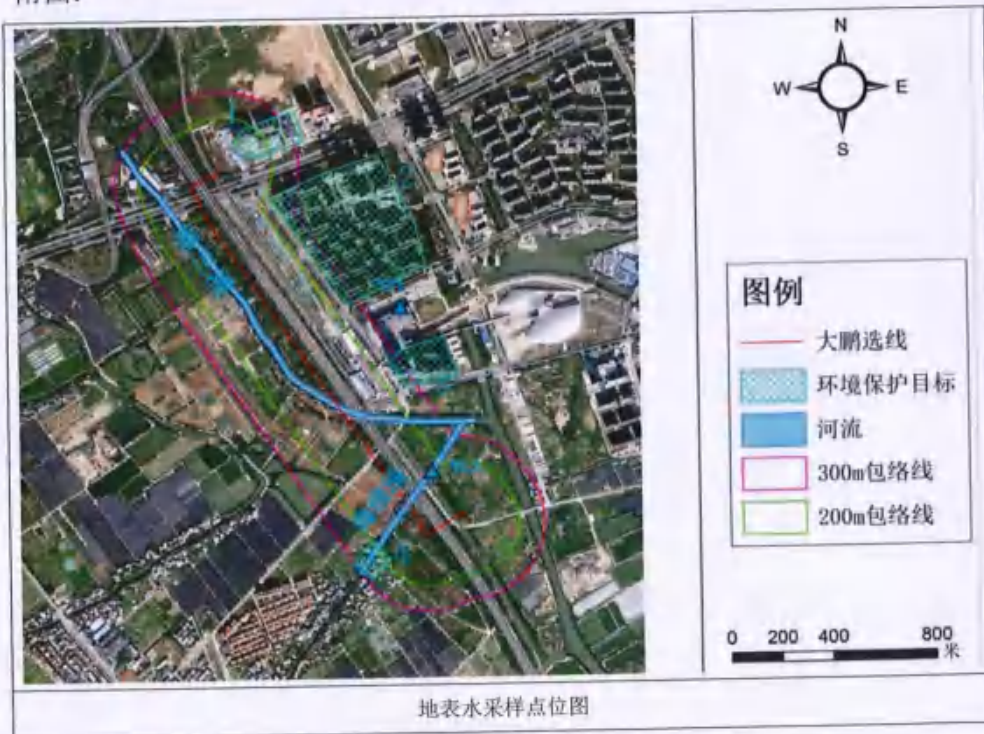 附图:
N
W
E
S
图例
大鹏选线
环境保护目标
河流
300m包络线
200m包络线
0 200 400 800
米
地表水采样点位图